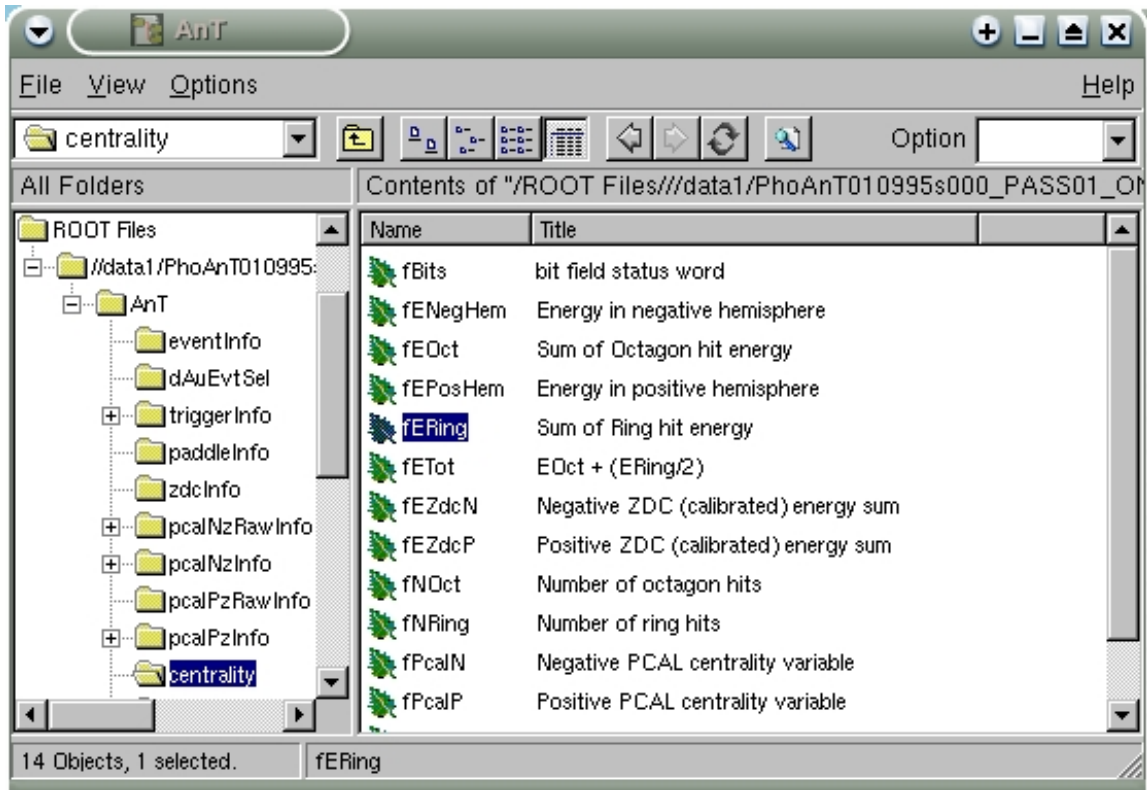 AnT
File View Options Help
centrality Option
All Folders
Contents of "/ROOT Files///data1/PhoAnT010995s000_PASS01_ON
ROOT Files
//data1/PhoAnT010995s
AnT
eventInfo
dAuEvtSel
triggerInfo
paddleInfo
zdcInfo
pcalNzRawInfo
pcalNzInfo
pcalPzRawInfo
pcalPzInfo
centrality
Name Title
fBits bit field status word
fENegHem Energy in negative hemisphere
fEOct Sum of Octagon hit energy
fEPosHem Energy in positive hemisphere
fERing Sum of Ring hit energy
fETot EOct + (ERing/2)
fEZdcN Negative ZDC (calibrated) energy sum
fEZdcP Positive ZDC (calibrated) energy sum
fNOct Number of octagon hits
fNRing Number of ring hits
fPcalN Negative PCAL centrality variable
fPcalP Positive PCAL centrality variable
14 Objects, 1 selected. fERing